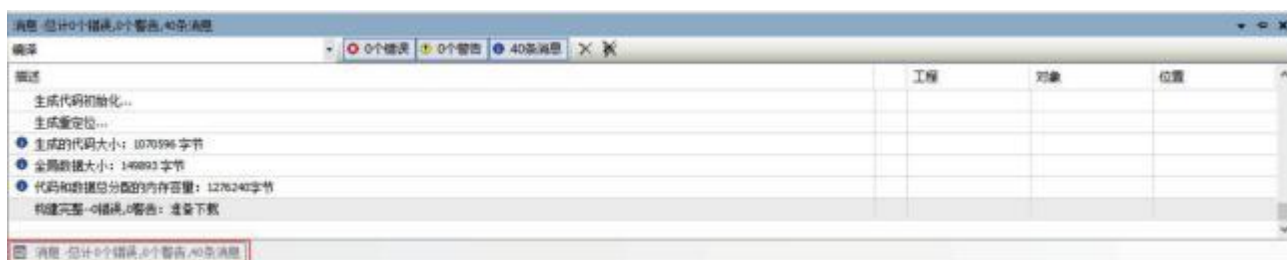 消息 -总计0个错误,0个警告,40条消息
编译 0个错误 0个警告 40条消息
描述 工程 对象 位置
生成代码初始化...
生成重定位...
生成的代码大小: 1070596 字节
全局数据大小: 149893 字节
代码和数据总分配的内存容量: 1276240字节
构建完整--0错误,0警告: 准备下载
消息 -总计0个错误,0个警告,40条消息